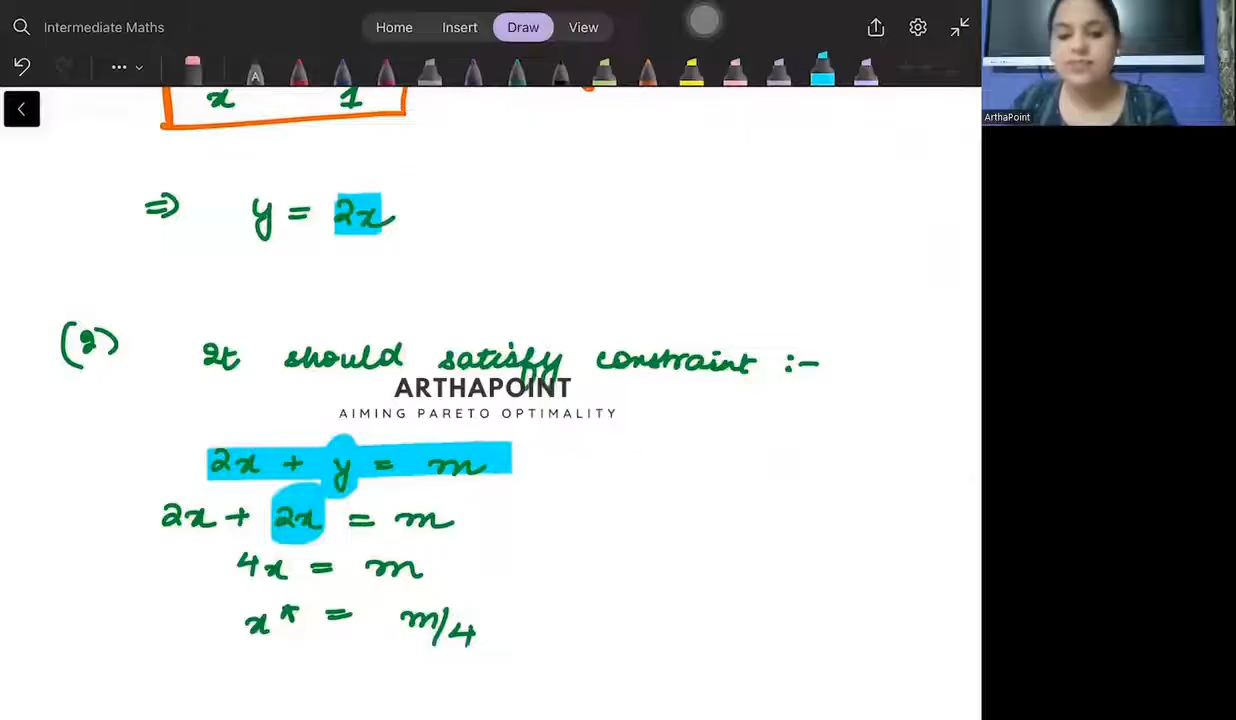 Intermediate Maths
Home Insert Draw View
A
x 1
ArthaPoint
⇒ y = 2x
(2) It should satisfy constraint :-
ARTHAPOINT
AIMING PARETO OPTIMALITY
2x + y = m
2x + 2x = m
4x = m
x* = m/4